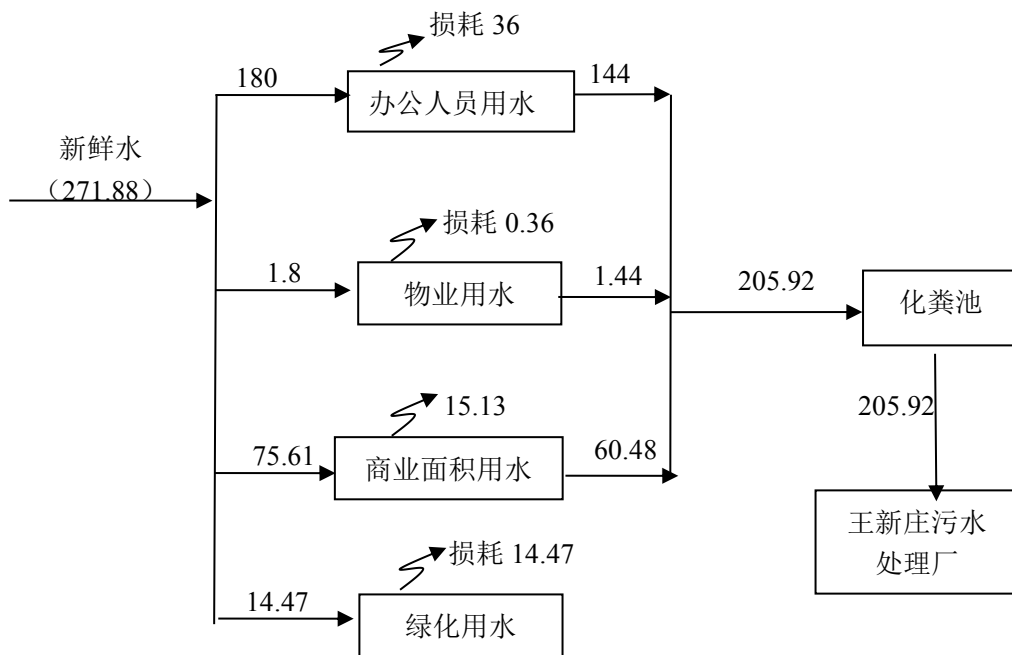 损耗 36
180
办公人员用水
144
新鲜水
（271.88）
损耗 0.36
1.8
物业用水
1.44
205.92
化粪池
15.13
75.61
商业面积用水
60.48
205.92
王新庄污水
处理厂
损耗 14.47
14.47
绿化用水